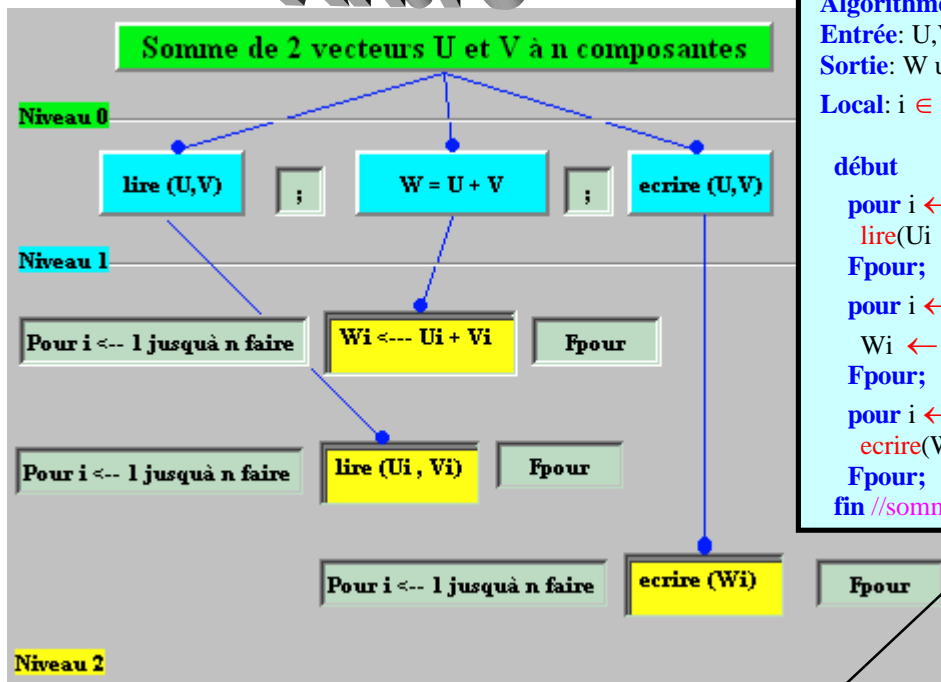 Somme de 2 vecteurs U et V à n composantes
Niveau 0
lire (U,V)
;
W = U + V
;
ecrire (U,V)
Niveau 1
Pour i <-- 1 jusquà n faire
Wi <--- Ui + Vi
Fpour
Pour i <-- 1 jusquà n faire
lire (Ui , Vi)
Fpour
Pour i <-- 1 jusquà n faire
ecrire (Wi)
Fpour
Niveau 2
Entrée: U,
Sortie: W
Local: i ∈
début
pour i ←
lire(Ui
Fpour;
pour i ←
Wi ←
Fpour;
pour i ←
ecrire(
Fpour;
fin //